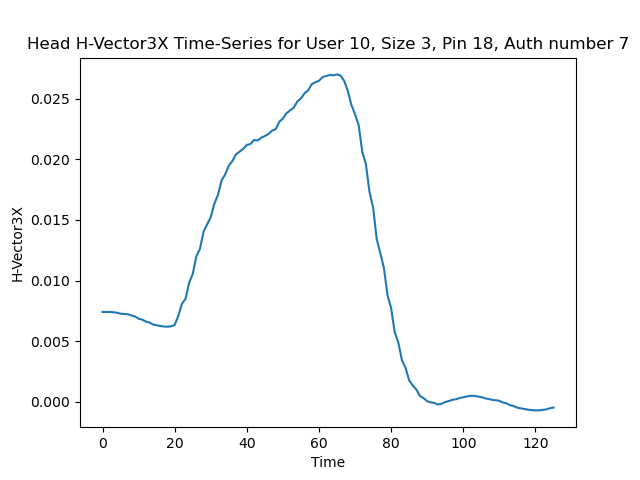 Head H-Vector3X Time-Series for User 10, Size 3, Pin 18, Auth number 7
0.025
0.020
0.015
0.010
0.005
0.000
H-Vector3X
0 20 40 60 80 100 120
Time